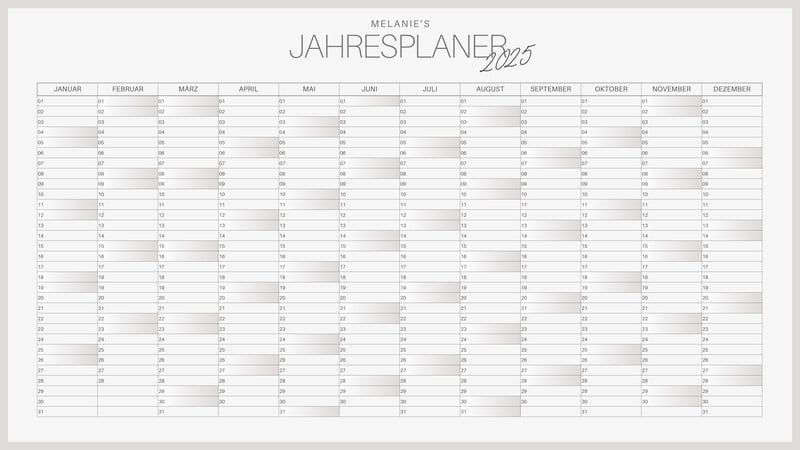 MELANIE'S
JAHRESPLANER
2025
JANUAR FEBRUAR MÄRZ APRIL MAI JUNI JULI AUGUST SEPTEMBER OKTOBER NOVEMBER DEZEMBER
01 01 01 01 01 01 01 01 01 01 01 01
02 02 02 02 02 02 02 02 02 02 02 02
03 03 03 03 03 03 03 03 03 03 03 03
04 04 04 04 04 04 04 04 04 04 04 04
05 05 05 05 05 05 05 05 05 05 05 05
06 06 06 06 06 06 06 06 06 06 06 06
07 07 07 07 07 07 07 07 07 07 07 07
08 08 08 08 08 08 08 08 08 08 08 08
09 09 09 09 09 09 09 09 09 09 09 09
10 10 10 10 10 10 10 10 10 10 10 10
11 11 11 11 11 11 11 11 11 11 11 11
12 12 12 12 12 12 12 12 12 12 12 12
13 13 13 13 13 13 13 13 13 13 13 13
14 14 14 14 14 14 14 14 14 14 14 14
15 15 15 15 15 15 15 15 15 15 15 15
16 16 16 16 16 16 16 16 16 16 16 16
17 17 17 17 17 17 17 17 17 17 17 17
18 18 18 18 18 18 18 18 18 18 18 18
19 19 19 19 19 19 19 19 19 19 19 19
20 20 20 20 20 20 20 20 20 20 20 20
21 21 21 21 21 21 21 21 21 21 21 21
22 22 22 22 22 22 22 22 22 22 22 22
23 23 23 23 23 23 23 23 23 23 23 23
24 24 24 24 24 24 24 24 24 24 24 24
25 25 25 25 25 25 25 25 25 25 25 25
26 26 26 26 26 26 26 26 26 26 26 26
27 27 27 27 27 27 27 27 27 27 27 27
28 28 28 28 28 28 28 28 28 28 28 28
29 29 29 29 29 29 29 29 29 29 29
30 30 30 30 30 30 30 30 30 30 30
31 31 31 31 31 31 31